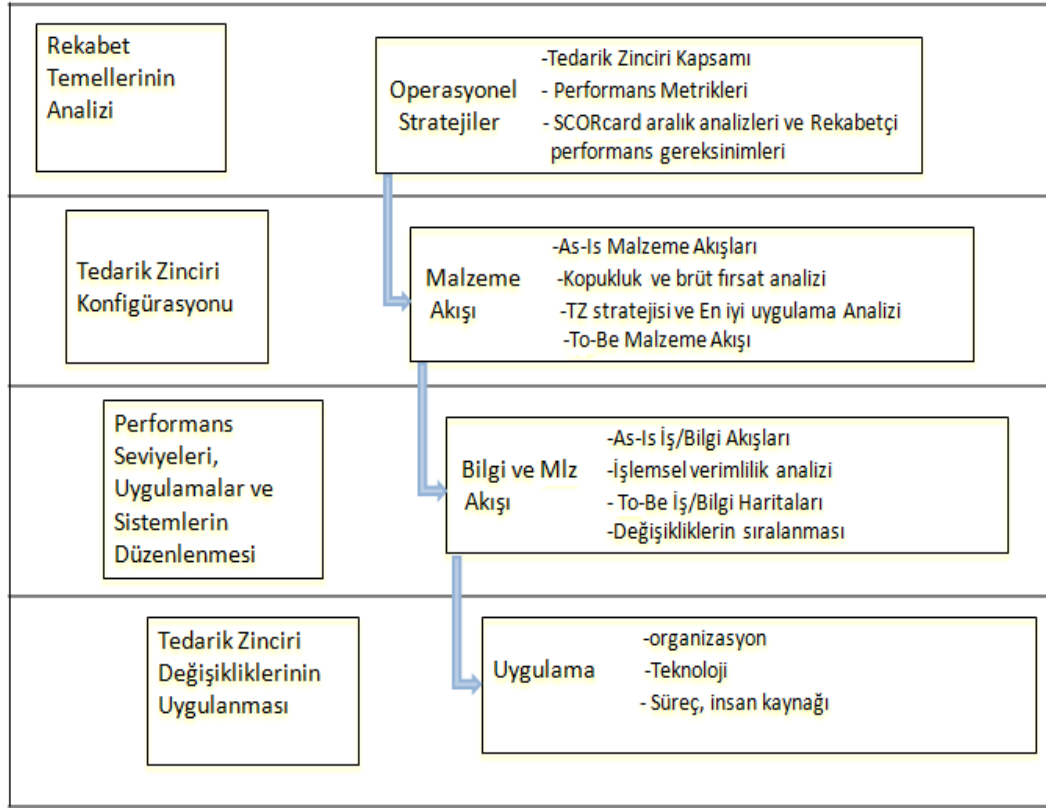 Rekabet
Temellerinin
Analizi
Operasyonel
Stratejiler
-Tedarik Zinciri Kapsamı
- Performans Metrikleri
- SCORcard aralık analizleri ve Rekabetçi
performans gereksinimleri
Tedarik Zinciri
Konfigürasyonu
Malzeme
Akışı
-As-Is Malzeme Akışları
-Kopukluk ve brüt fırsat analizi
-TZ stratejisi ve En iyi uygulama Analizi
-To-Be Malzeme Akışı
Performans
Seviyeleri,
Uygulamalar ve
Sistemlerin
Düzenlenmesi
Bilgi ve Mlz
Akışı
-As-Is İş/Bilgi Akışları
-İşlemsel verimlilik analizi
- To-Be İş/Bilgi Haritaları
-Değişikliklerin sıralanması
Tedarik Zinciri
Değişikliklerinin
Uygulanması
Uygulama
-organizasyon
-Teknoloji
- Süreç, insan kaynağı